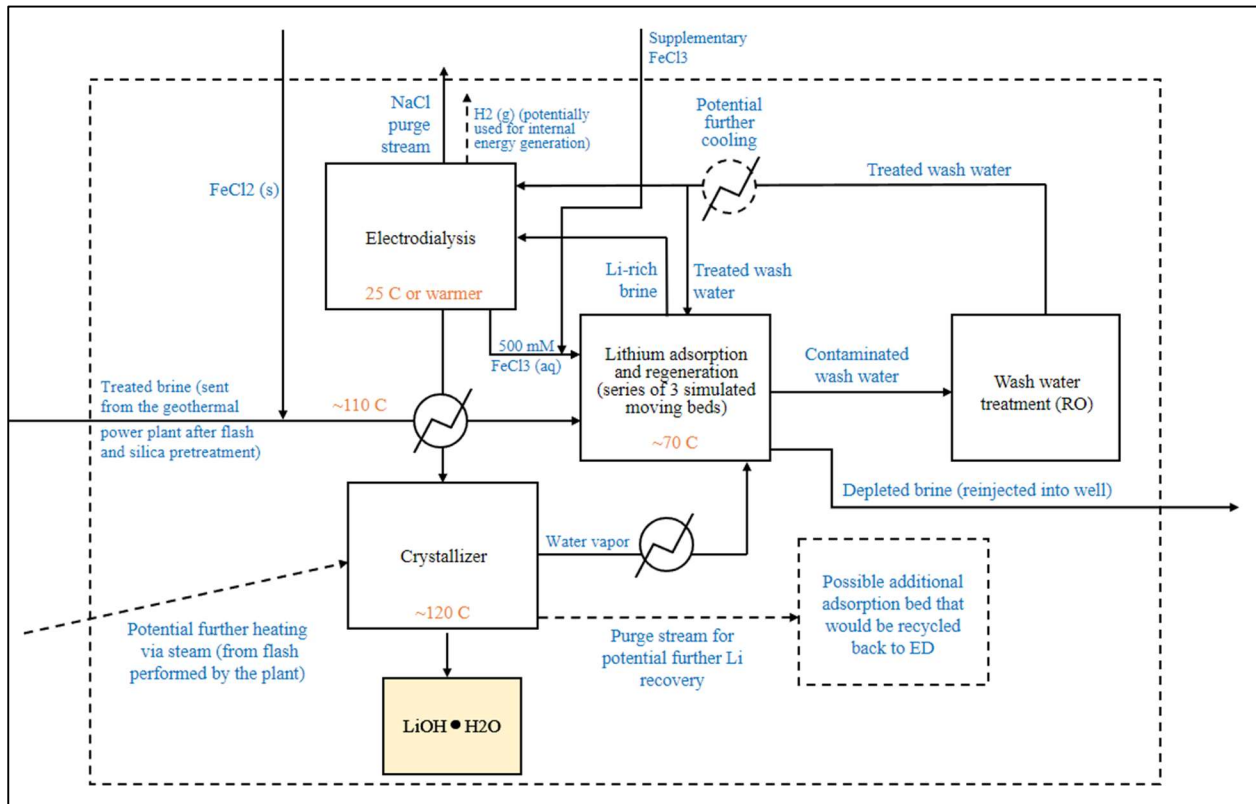 Supplementary
FeCl3
NaCl
purge
stream
H2 (g) (potentially
used for internal
energy generation)
Potential
further
cooling
Treated wash water
FeCl2 (s)
Electrodialysis
25 C or warmer
Li-rich
brine
Treated wash
water
500 mM
FeCl3 (aq)
Lithium adsorption
and regeneration
(series of 3 simulated
moving beds)
~70 C
Contaminated
wash water
Wash water
treatment (RO)
Treated brine (sent
from the geothermal
power plant after flash
and silica pretreatment)
~110 C
Depleted brine (reinjected into well)
Crystallizer
~120 C
Water vapor
Possible additional
adsorption bed that
would be recycled
back to ED
Potential further heating
via steam (from flash
performed by the plant)
Purge stream for
potential further Li
recovery
LiOH●H2O